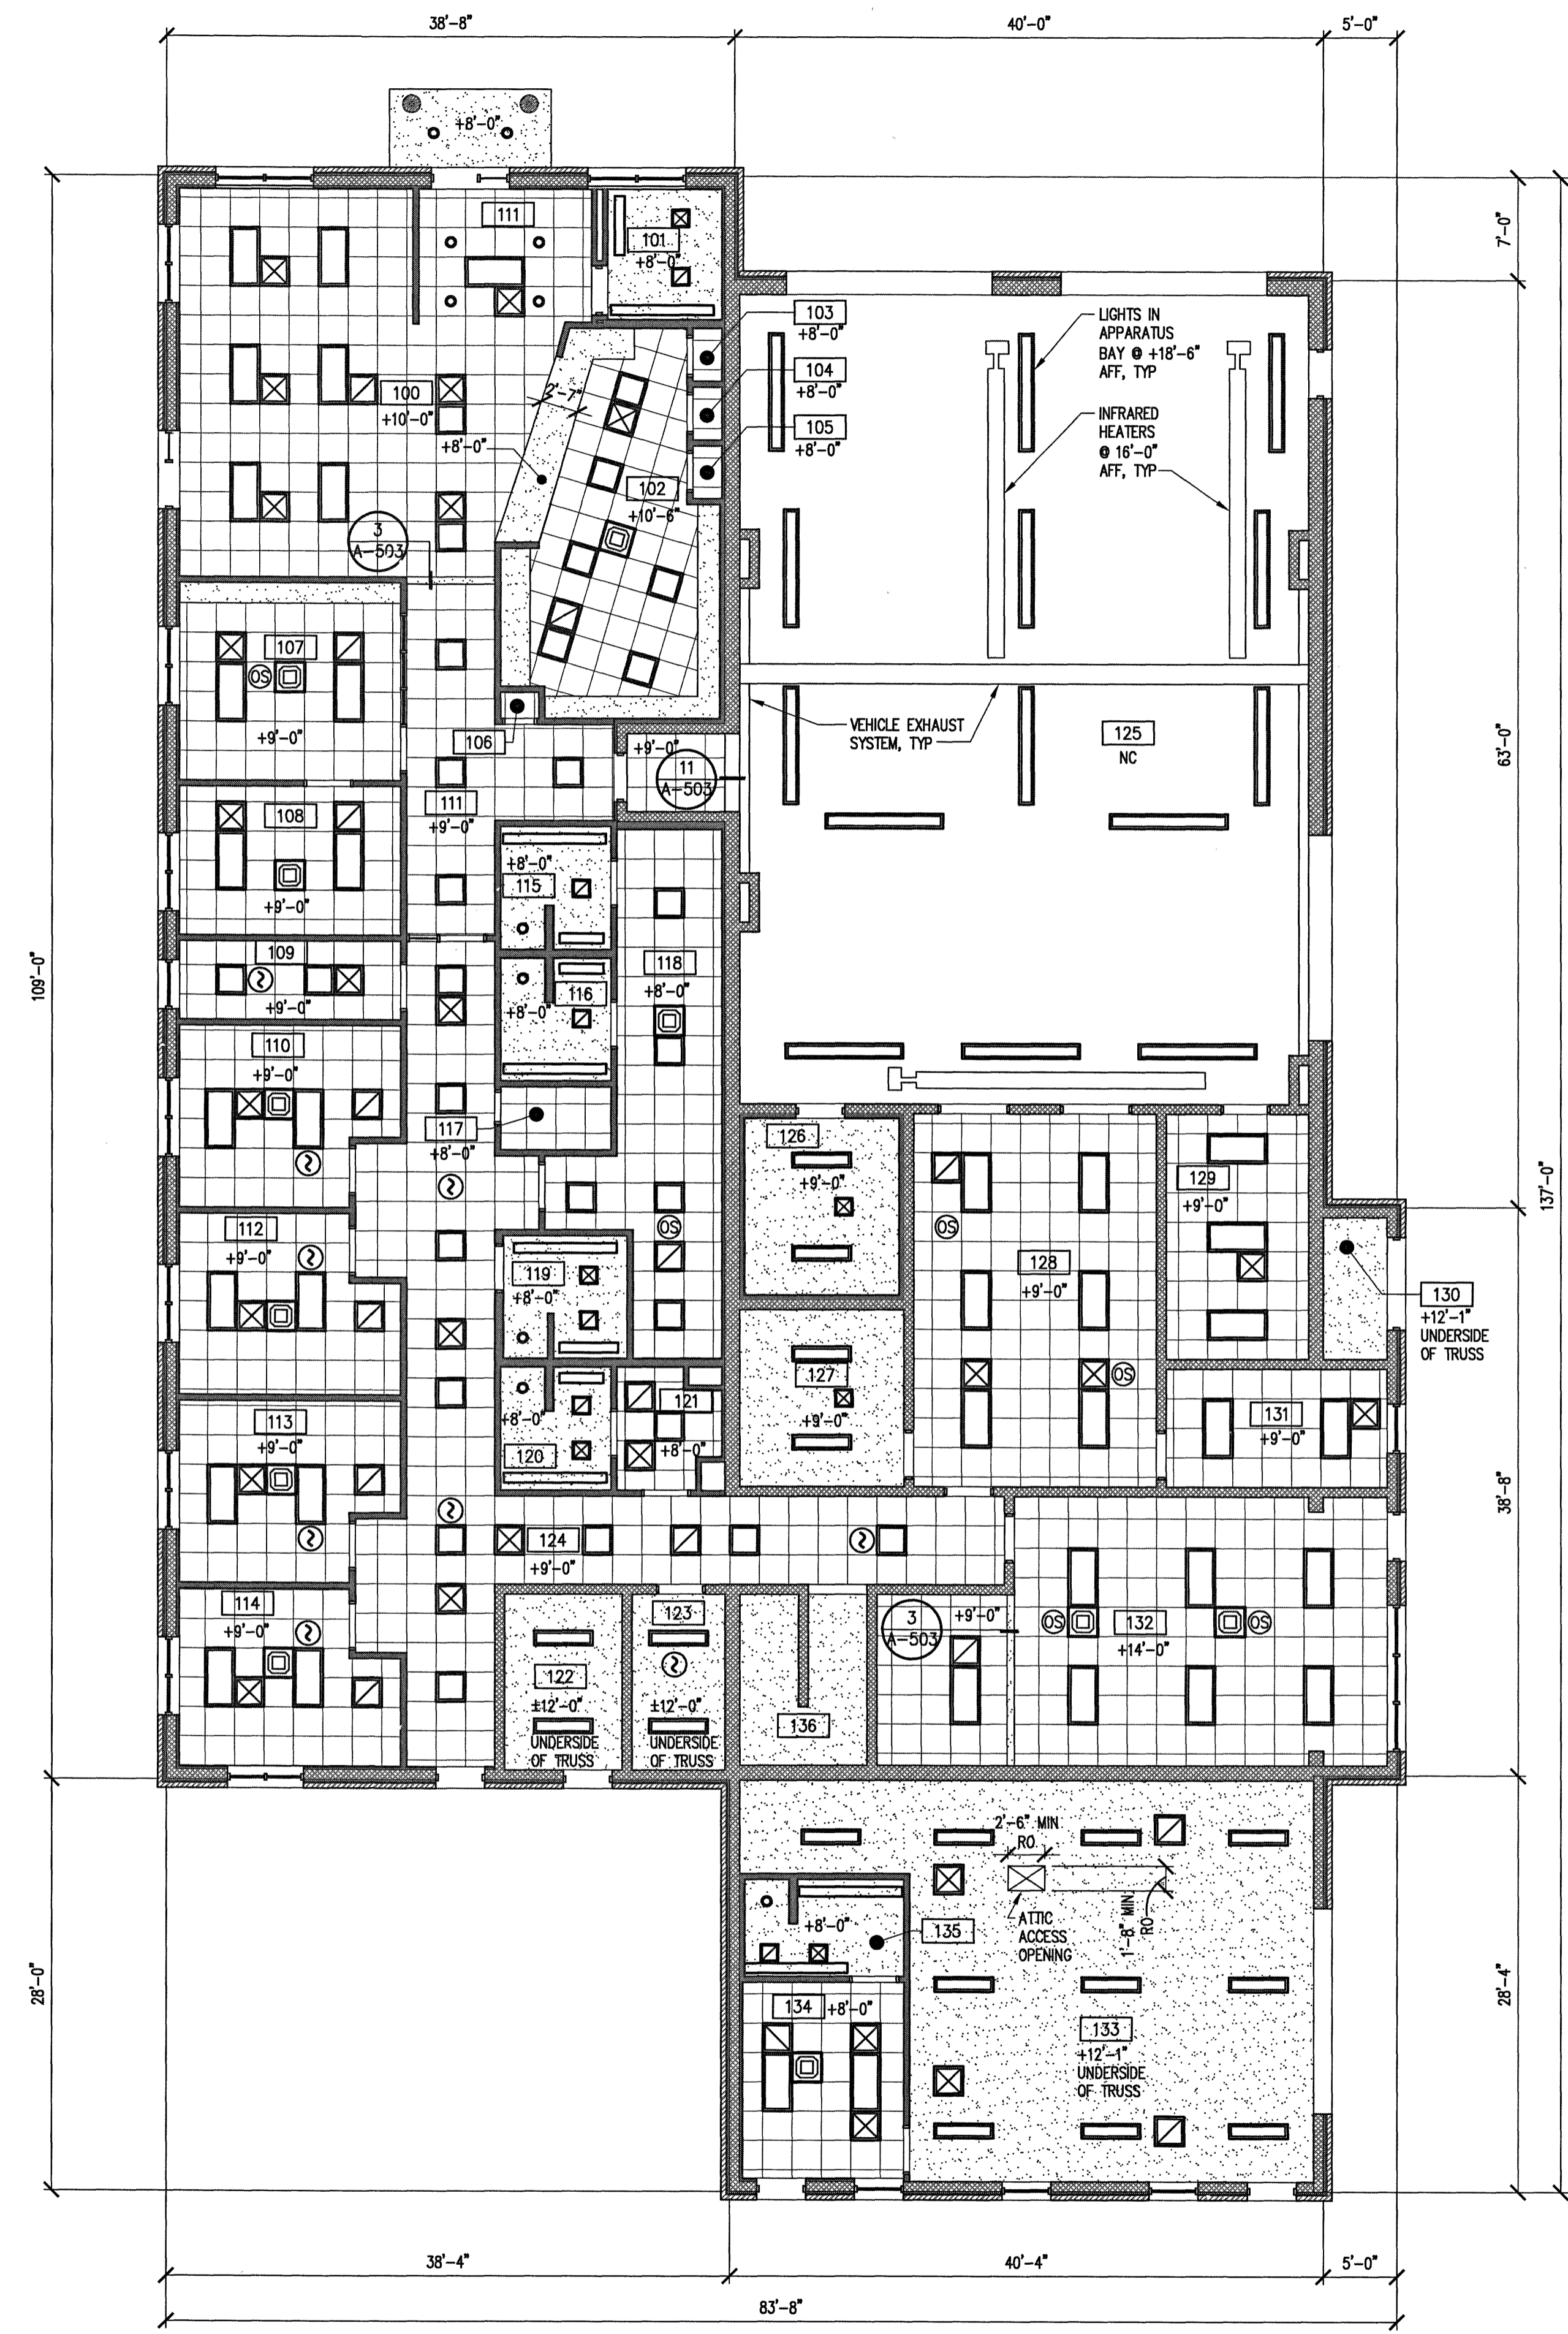 38'-8"
40'-0"
5'-0"
+8'-0"
111
101
+8'-0"
7'-0"
103
+8'-0"
104
+8'-0"
105
+8'-0"
LIGHTS IN
APPARATUS
BAY @ +18'-6"
AFF, TYP
INFRARED
HEATERS
@ 16'-0"
AFF, TYP
100
+10'-0"
2'-7"
+8'-0"
102
+10'-6"
3
A-503
107
OS
+9'-0"
106
+9'-0"
11
A-503
VEHICLE EXHAUST
SYSTEM, TYP
125
NC
63'-0"
108
+9'-0"
111
+9'-0"
+8'-0"
115
109
+9'-0"
116
+8'-0"
118
+8'-0"
109'-0"
110
+9'-0"
117
+8'-0"
126
+9'-0"
129
+9'-0"
137'-0"
112
+9'-0"
OS
OS
128
+9'-0"
119
+8'-0"
130
+12'-1"
UNDERSIDE
OF TRUSS
127
+9'-0"
OS
113
+9'-0"
+8'-0"
120
121
+8'-0"
131
+9'-0"
38'-8"
124
+9'-0"
114
+9'-0"
122
±12'-0"
UNDERSIDE
OF TRUSS
123
±12'-0"
UNDERSIDE
OF TRUSS
136
3
A-503
+9'-0"
OS
132
+14'-0"
OS
2'-6" MIN
RO
1'-8" MIN.
RO
ATTIC
ACCESS
OPENING
+8'-0"
135
134
+8'-0"
133
+12'-1"
UNDERSIDE
OF TRUSS
28'-0"
28'-4"
38'-4"
40'-4"
5'-0"
83'-8"